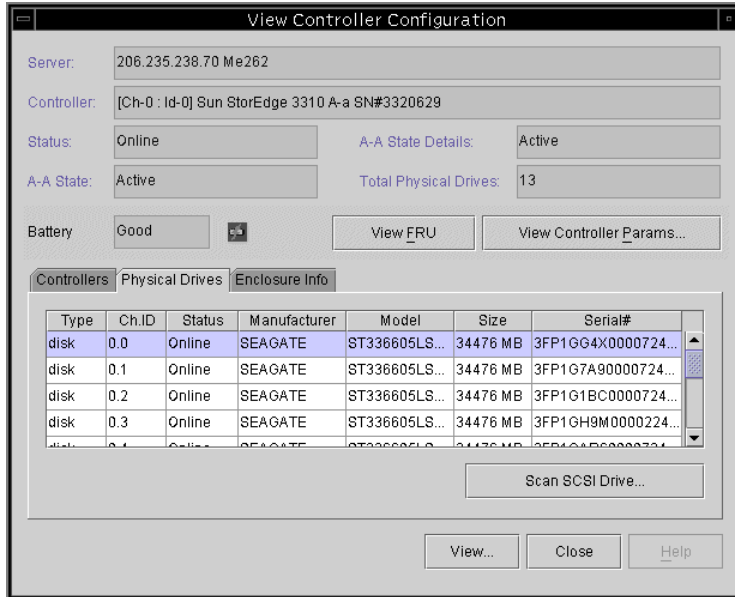 View Controller Configuration
Server: 206.235.238.70 Me262
Controller: [Ch-0 : Id-0] Sun StorEdge 3310 A-a SN#3320629
Status: Online A-A State Details: Active
A-A State: Active Total Physical Drives: 13
Battery Good View FRU View Controller Params...
Controllers Physical Drives Enclosure Info
Type Ch.ID Status Manufacturer Model Size Serial#
disk 0.0 Online SEAGATE ST336605LS... 34476 MB 3FP1GG4X0000724...
disk 0.1 Online SEAGATE ST336605LS... 34476 MB 3FP1G7A90000724...
disk 0.2 Online SEAGATE ST336605LS... 34476 MB 3FP1G1BC0000724...
disk 0.3 Online SEAGATE ST336605LS... 34476 MB 3FP1GH9M0000224...
Scan SCSI Drive...
View... Close Help